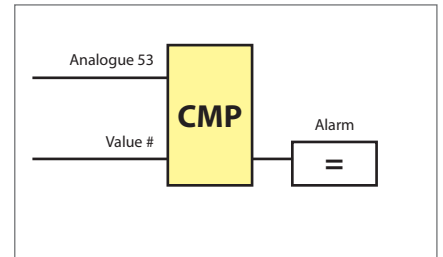 Analogue 53
CMP
Value #
Alarm
=